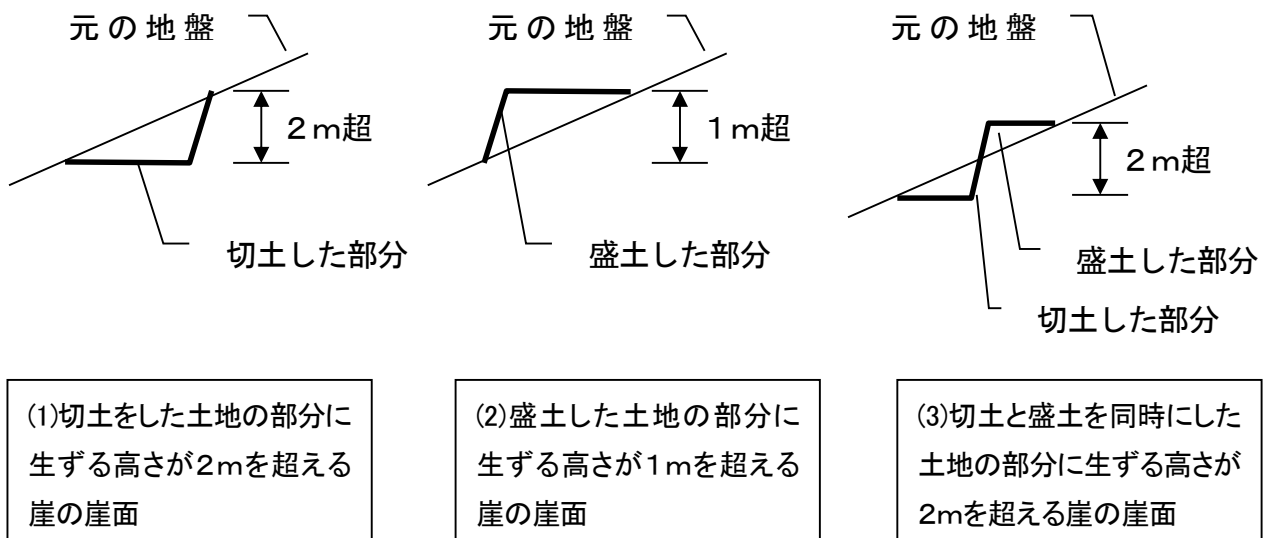 元の地盤
2m超
切土した部分
元の地盤
1m超
盛土した部分
元の地盤
2m超
盛土した部分
切土した部分
(1)切土をした土地の部分に
生ずる高さが2mを超える
崖の崖面
(2)盛土した土地の部分に
生ずる高さが1mを超える
崖の崖面
(3)切土と盛土を同時にした
土地の部分に生ずる高さが
2mを超える崖の崖面